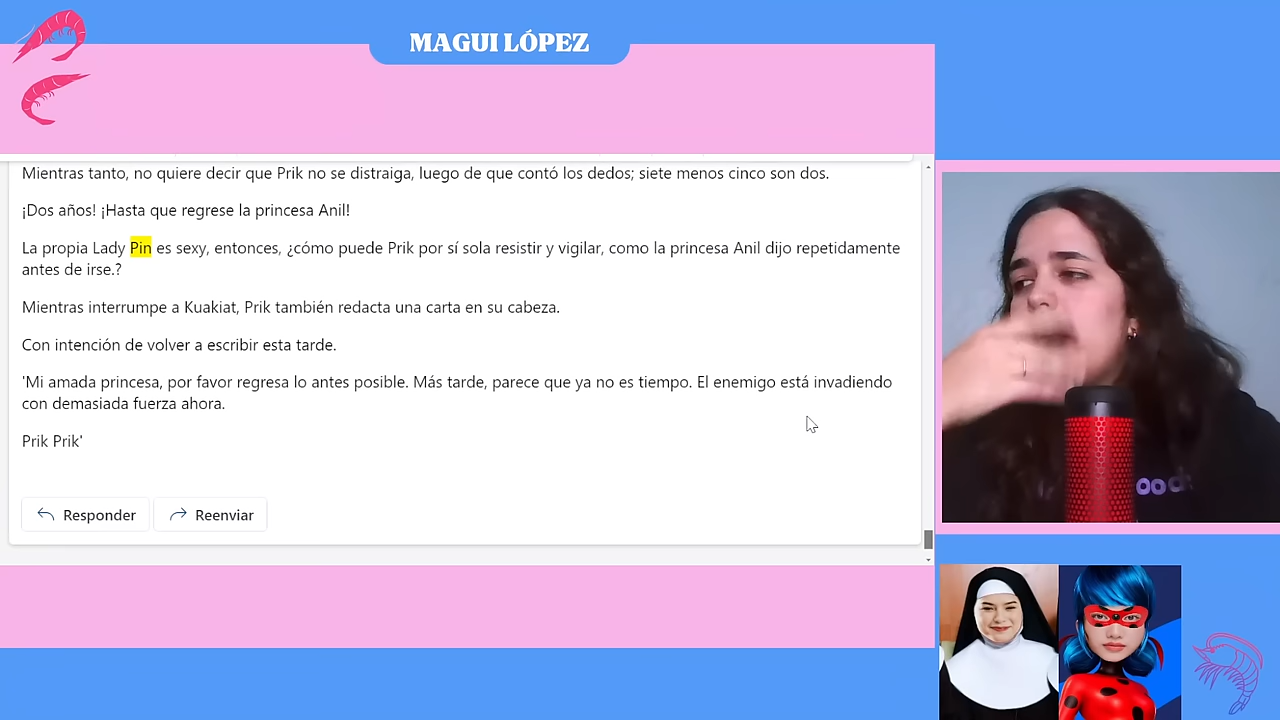 MAGUI LÓPEZ
Mientras tanto, no quiere decir que Prik no se distraiga, luego de que contó los dedos; siete menos cinco son dos.
¡Dos años! ¡Hasta que regrese la princesa Anil!
La propia Lady Pin es sexy, entonces, ¿cómo puede Prik por sí sola resistir y vigilar, como la princesa Anil dijo repetidamente
antes de irse.?
Mientras interrumpe a Kuakiat, Prik también redacta una carta en su cabeza.
Con intención de volver a escribir esta tarde.
'Mi amada princesa, por favor regresa lo antes posible. Más tarde, parece que ya no es tiempo. El enemigo está invadiendo
con demasiada fuerza ahora.
Prik Prik'
Responder
Reenviar